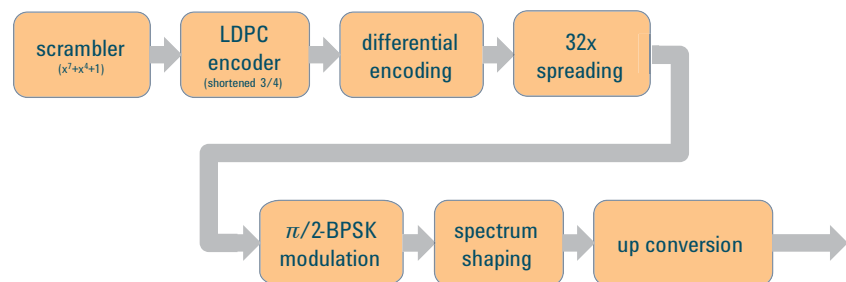 scrambler
(x⁷+x⁴+1)
LDPC
encoder
(shortened 3/4)
differential
encoding
32x
spreading
π/2-BPSK
modulation
spectrum
shaping
up conversion